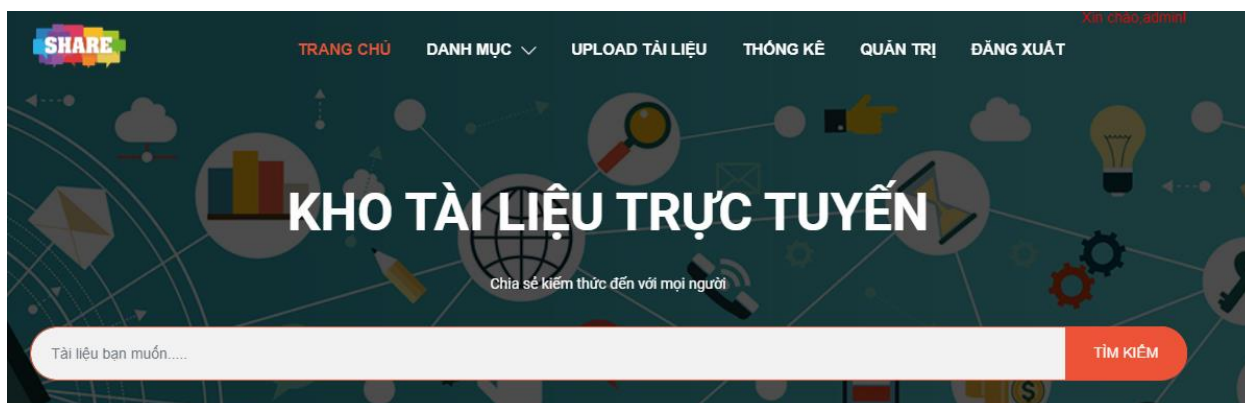 Xin chào,admin!
SHARE
TRANG CHỦ DANH MỤC UPLOAD TÀI LIỆU THỐNG KÊ QUẢN TRỊ ĐĂNG XUẤT
KHO TÀI LIỆU TRỰC TUYẾN
Chia sẻ kiếm thức đến với mọi người
Tài liệu bạn muốn.....
TÌM KIẾM